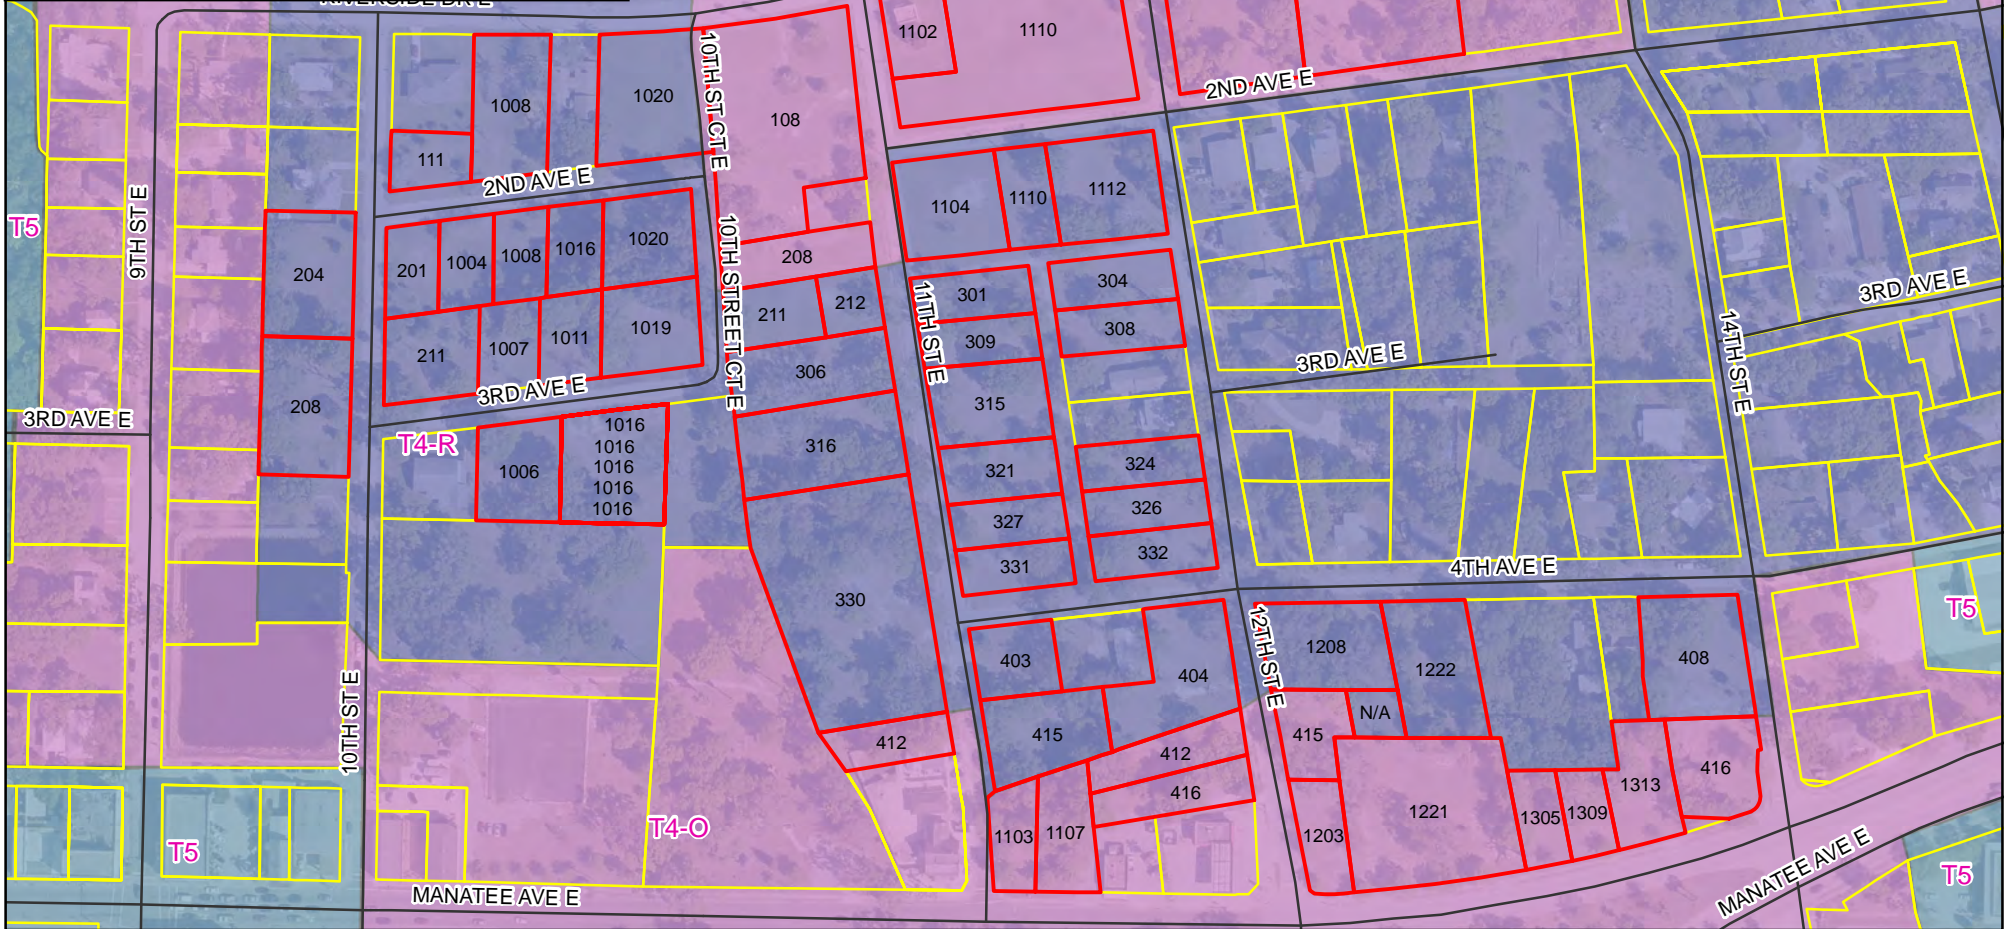 RIVERSIDE DR E
1102
1110
10TH ST CT E
2ND AVE E
1008
1020
108
111
2ND AVE E
1104
1110
1112
T5
9TH ST E
204
201
1004
1008
1016
1020
10TH STREET CT E
208
211
212
301
304
3RD AVE E
211
1007
1011
1019
11TH ST E
309
308
14TH ST E
3RD AVE E
306
3RD AVE E
208
315
3RD AVE E
T4-R
1016
1016
1016
1016
1016
1006
316
321
324
327
326
331
332
4TH AVE E
330
T5
403
404
12TH ST E
1208
1222
408
10TH ST E
415
N/A
415
412
412
416
416
1313
T5
T4-O
1103
1107
1203
1221
1305
1309
MANATEE AVE E
MANATEE AVE E
T5